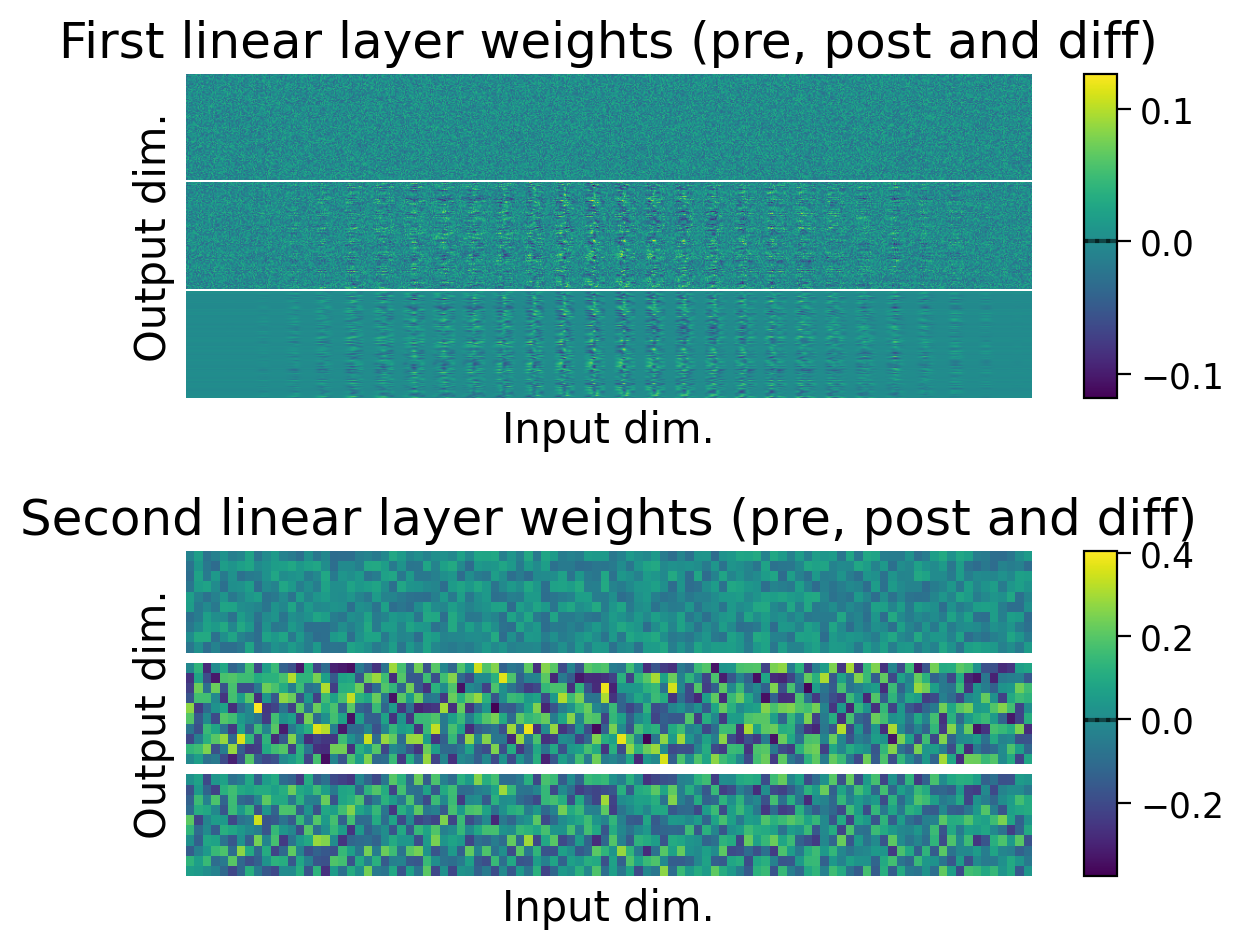 First linear layer weights (pre, post and diff)
Output dim.
Input dim.
0.1
0.0
−0.1
Second linear layer weights (pre, post and diff)
Output dim.
Input dim.
0.4
0.2
0.0
−0.2